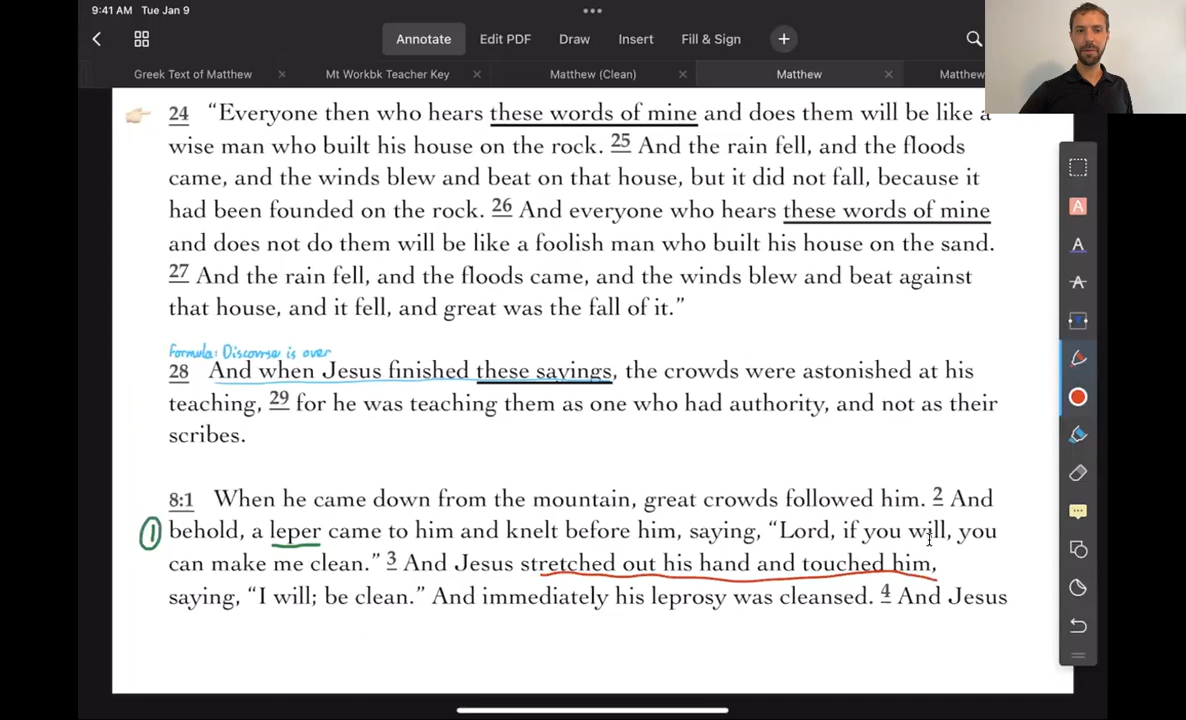 9:41 AM Tue Jan 9
Annotate Edit PDF Draw Insert Fill & Sign
Greek Text of Matthew Mt Workbk Teacher Key Matthew (Clean) Matthew Matthew
24 “Everyone then who hears these words of mine and does them will be like a
wise man who built his house on the rock. 25 And the rain fell, and the floods
came, and the winds blew and beat on that house, but it did not fall, because it
had been founded on the rock. 26 And everyone who hears these words of mine
and does not do them will be like a foolish man who built his house on the sand.
27 And the rain fell, and the floods came, and the winds blew and beat against
that house, and it fell, and great was the fall of it.”
Formula: Discourse is over
28 And when Jesus finished these sayings, the crowds were astonished at his
teaching, 29 for he was teaching them as one who had authority, and not as their
scribes.
8:1 When he came down from the mountain, great crowds followed him. 2 And
① behold, a leper came to him and knelt before him, saying, “Lord, if you will, you
can make me clean.” 3 And Jesus stretched out his hand and touched him,
saying, “I will; be clean.” And immediately his leprosy was cleansed. 4 And Jesus